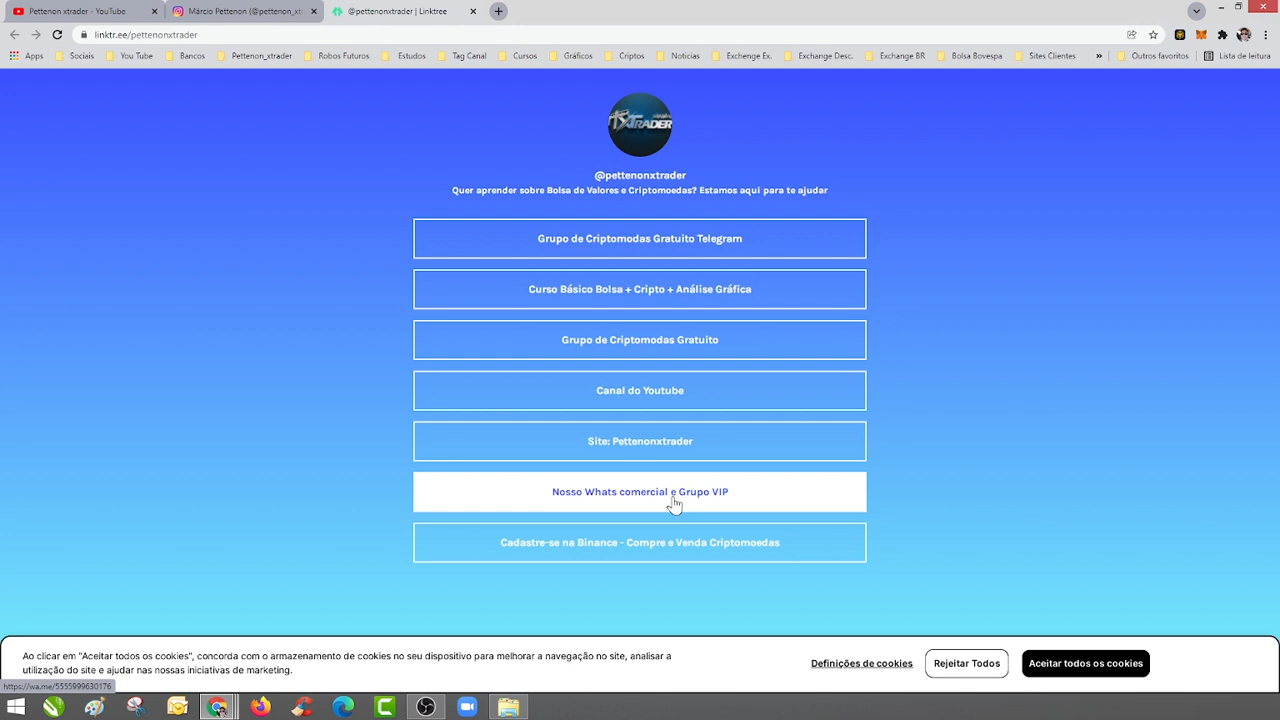 Pettenon xtrader - YouTube
Márcio Pettenon (@pettenon_xt
@pettenonxtrader | Linktree
linktr.ee/pettenonxtrader
Apps Sociais You Tube Bancos Pettenon_xtrader Robos Futuros Estudos Tag Canal Cursos Gráficos Criptos Noticias Exchenge Ex. Exchange Desc. Exchange BR Bolsa Bovespa Sites Clientes » Outros favoritos Lista de leitura
XTRADER
@pettenonxtrader
Quer aprender sobre Bolsa de Valores e Criptomoedas? Estamos aqui para te ajudar
Grupo de Criptomodas Gratuito Telegram
Curso Básico Bolsa + Cripto + Análise Gráfica
Grupo de Criptomodas Gratuito
Canal do Youtube
Site: Pettenonxtrader
Nosso Whats comercial e Grupo VIP
Cadastre-se na Binance - Compre e Venda Criptomoedas
Ao clicar em "Aceitar todos os cookies", concorda com o armazenamento de cookies no seu dispositivo para melhorar a navegação no site, analisar a
utilização do site e ajudar nas nossas iniciativas de marketing.
Definições de cookies
Rejeitar Todos
Aceitar todos os cookies
https://wa.me/5555999630176